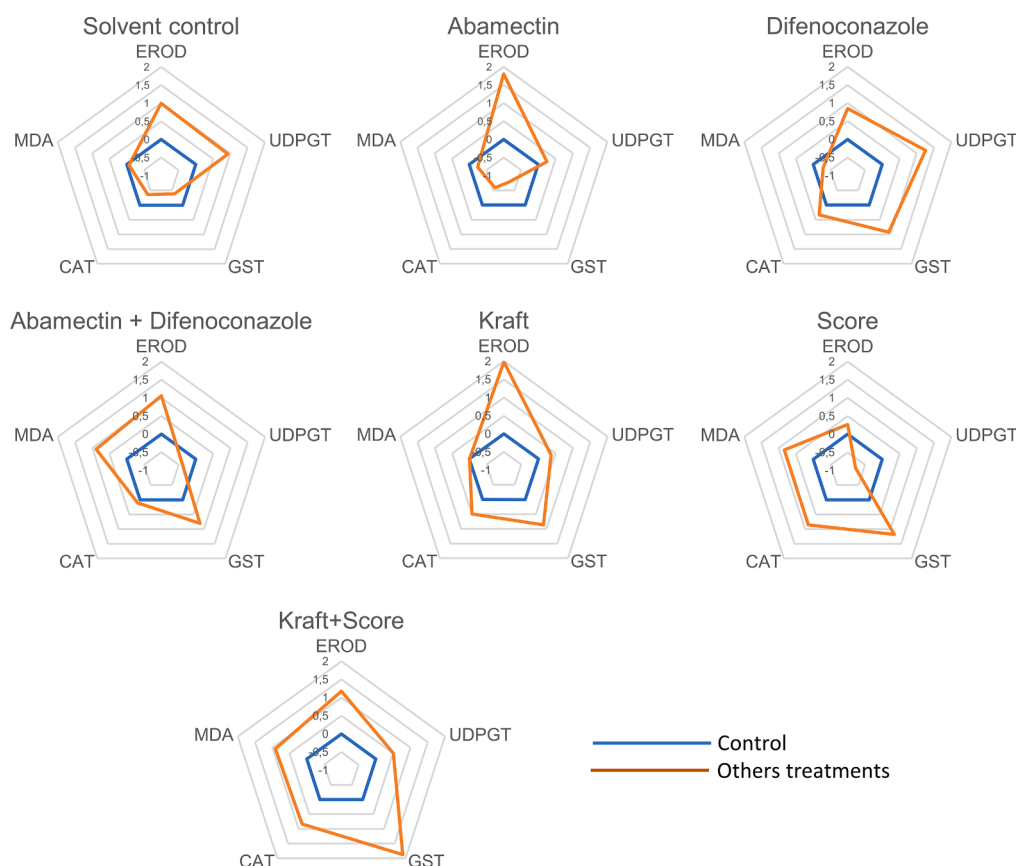 Solvent control
EROD
2
1,5
1
0,5
0
-0,5
-1
MDA
UDPGT
CAT
GST
Abamectin
EROD
2
1,5
1
0,5
0
-0,5
-1
MDA
UDPGT
CAT
GST
Difenoconazole
EROD
2
1,5
1
0,5
0
-0,5
-1
MDA
UDPGT
CAT
GST
Abamectin + Difenoconazole
EROD
2
1,5
1
0,5
0
-0,5
-1
MDA
UDPGT
CAT
GST
Kraft
EROD
2
1,5
1
0,5
0
-0,5
-1
MDA
UDPGT
CAT
GST
Score
EROD
2
1,5
1
0,5
0
-0,5
-1
MDA
UDPGT
CAT
GST
Kraft+Score
EROD
2
1,5
1
0,5
0
-0,5
-1
MDA
UDPGT
CAT
GST
Control
Others treatments